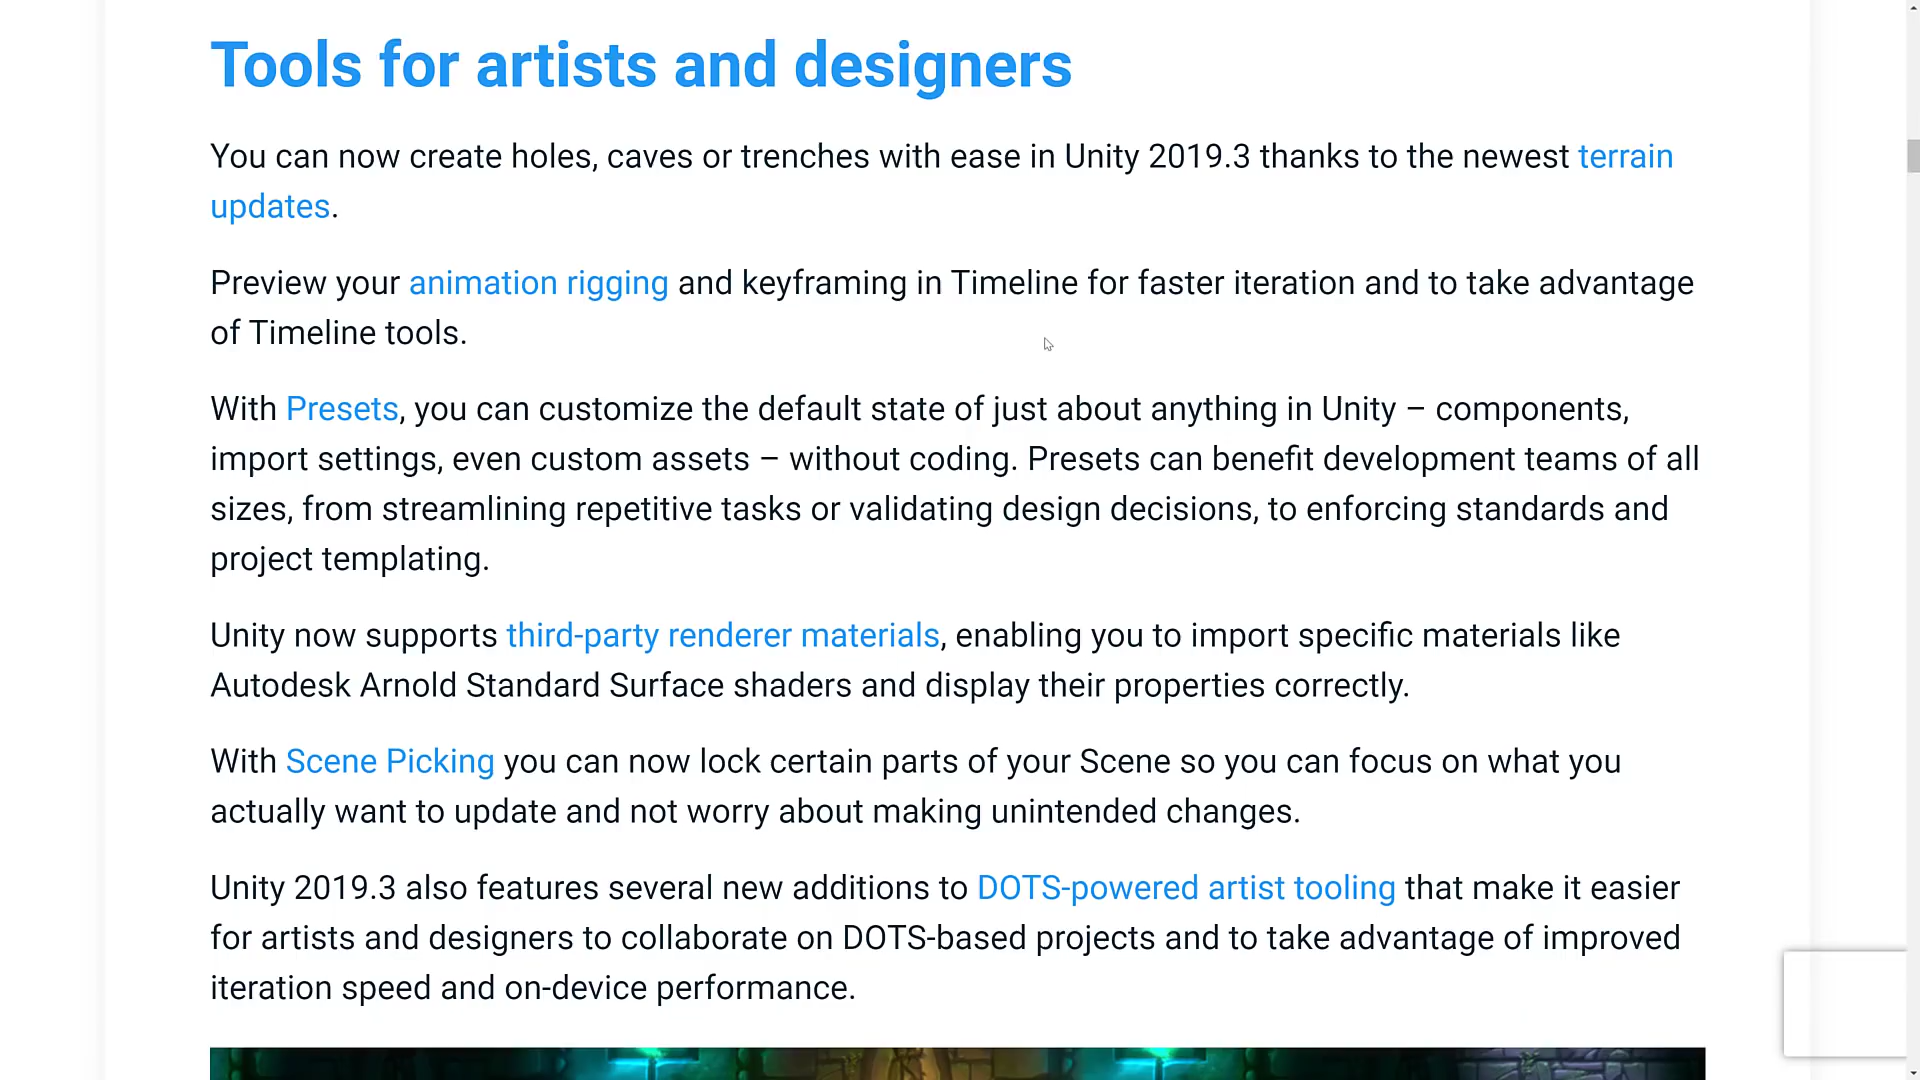 Tools for artists and designers
You can now create holes, caves or trenches with ease in Unity 2019.3 thanks to the newest terrain
updates.
Preview your animation rigging and keyframing in Timeline for faster iteration and to take advantage
of Timeline tools.
With Presets, you can customize the default state of just about anything in Unity – components,
import settings, even custom assets – without coding. Presets can benefit development teams of all
sizes, from streamlining repetitive tasks or validating design decisions, to enforcing standards and
project templating.
Unity now supports third-party renderer materials, enabling you to import specific materials like
Autodesk Arnold Standard Surface shaders and display their properties correctly.
With Scene Picking you can now lock certain parts of your Scene so you can focus on what you
actually want to update and not worry about making unintended changes.
Unity 2019.3 also features several new additions to DOTS-powered artist tooling that make it easier
for artists and designers to collaborate on DOTS-based projects and to take advantage of improved
iteration speed and on-device performance.